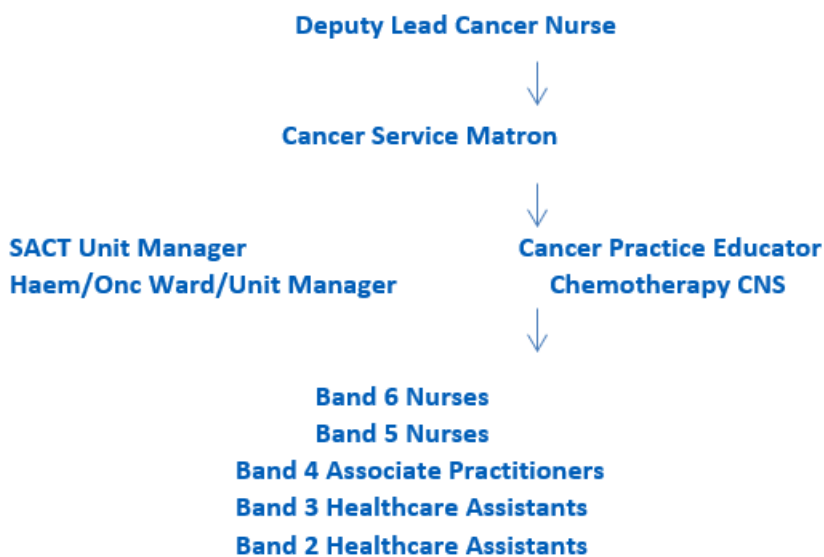 Deputy Lead Cancer Nurse
Cancer Service Matron
SACT Unit Manager
Haem/Onc Ward/Unit Manager
Cancer Practice Educator
Chemotherapy CNS
Band 6 Nurses
Band 5 Nurses
Band 4 Associate Practitioners
Band 3 Healthcare Assistants
Band 2 Healthcare Assistants